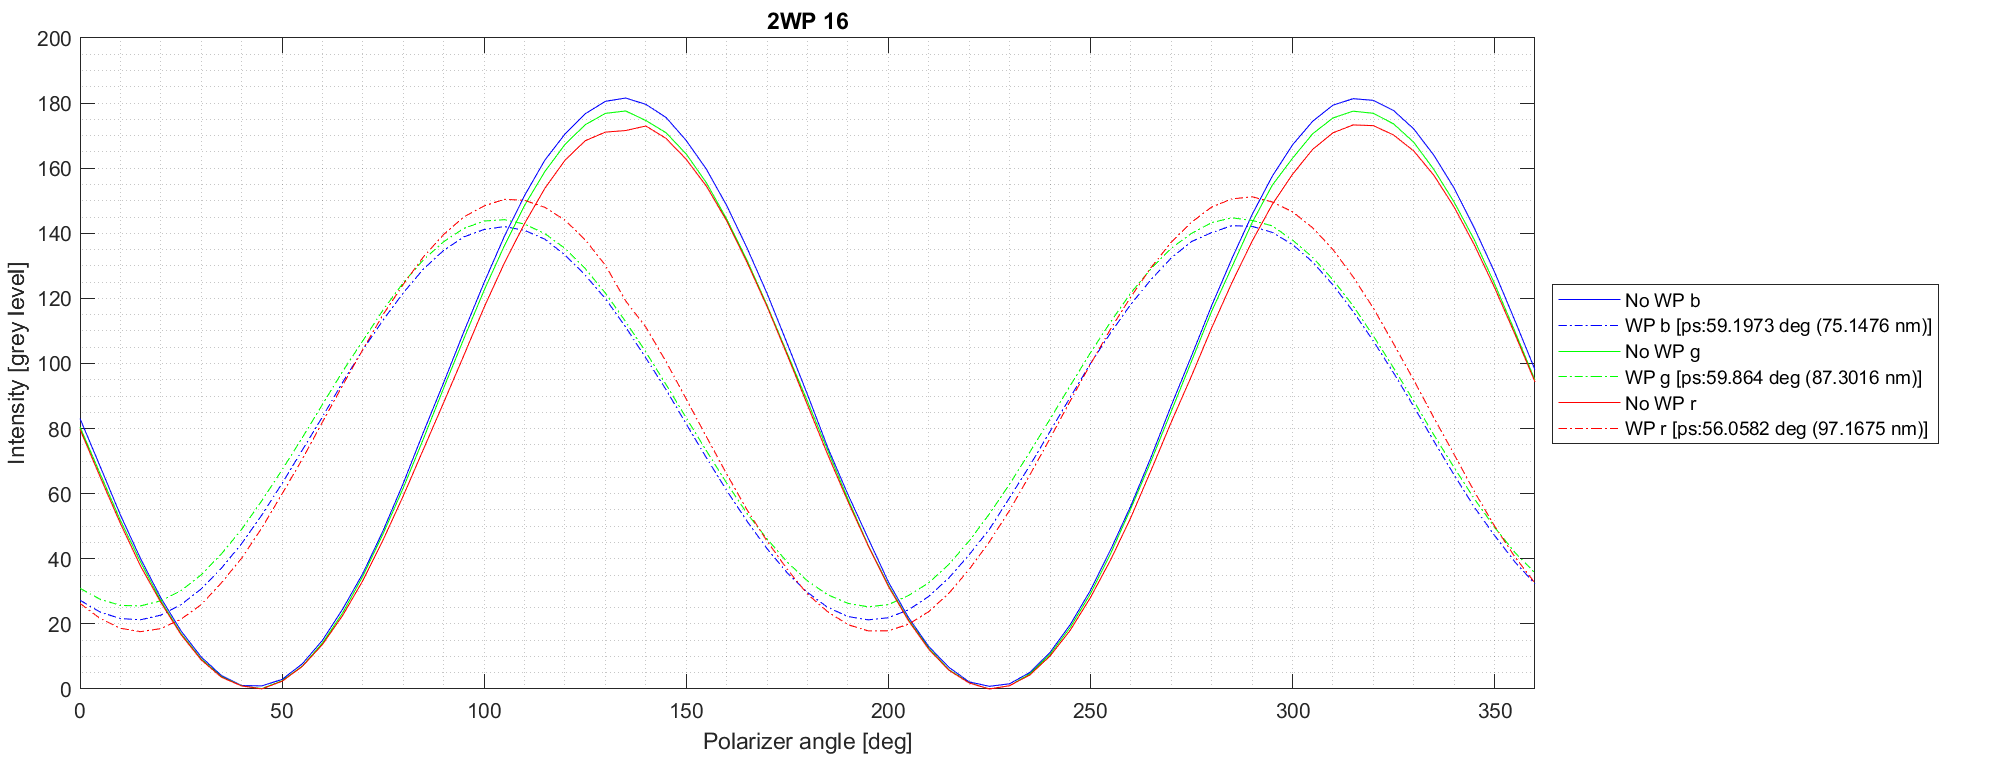 2WP 16
200
180
160
140
120
100
80
60
40
20
0
Intensity [grey level]
0 50 100 150 200 250 300 350
Polarizer angle [deg]
No WP b
WP b [ps:59.1973 deg (75.1476 nm)]
No WP g
WP g [ps:59.864 deg (87.3016 nm)]
No WP r
WP r [ps:56.0582 deg (97.1675 nm)]